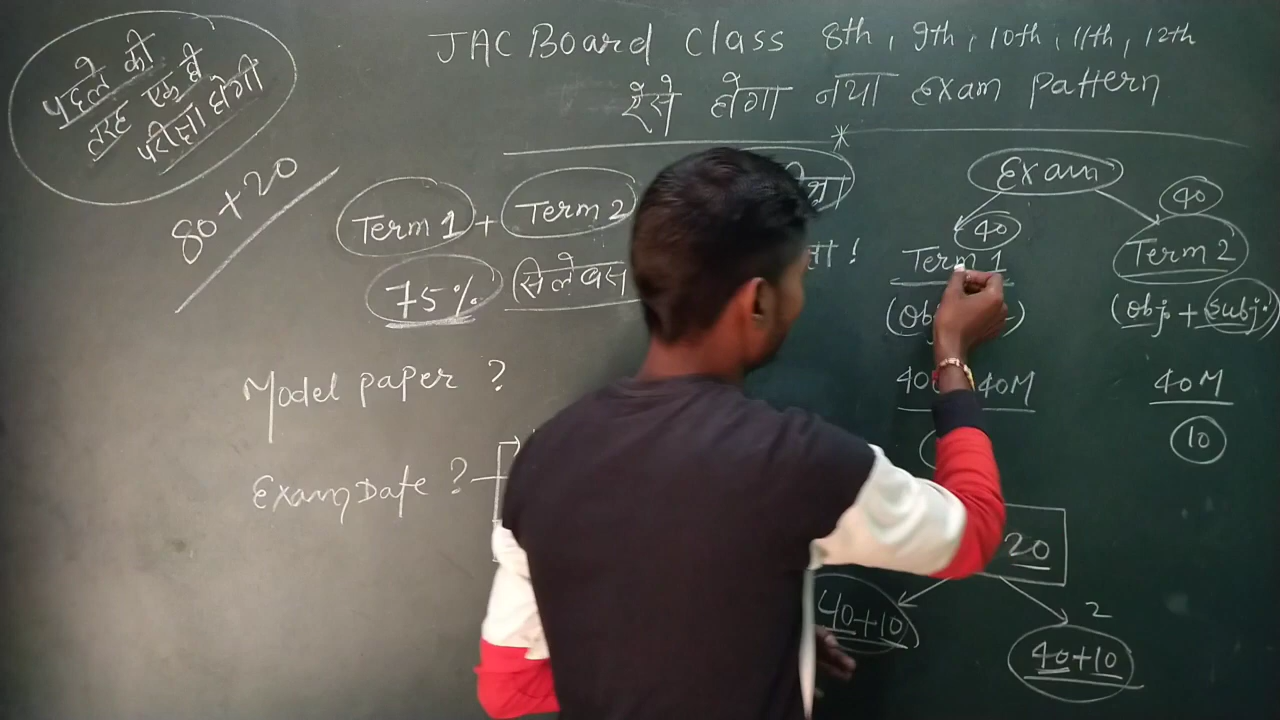 JAC Board Class 8th, 9th, 10th, 11th, 12th
ऐसे होगा नया Exam Pattern
पहले की
तरह एक ही
परीक्षा होगी
80+20
Term 1 + Term 2
75% सिलेबस
Model paper ?
Exam Date ?
Exam
40
Term 1
40M
40
Term 2
(obj + subj.)
40M
10
20
40+10
2
40+10